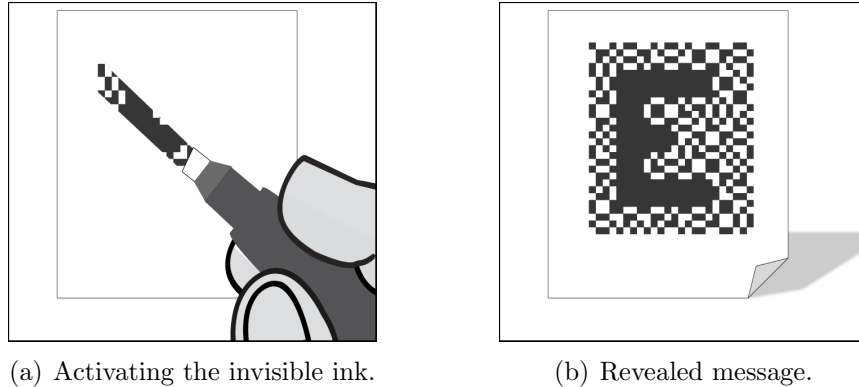 E
(a) Activating the invisible ink.
(b) Revealed message.